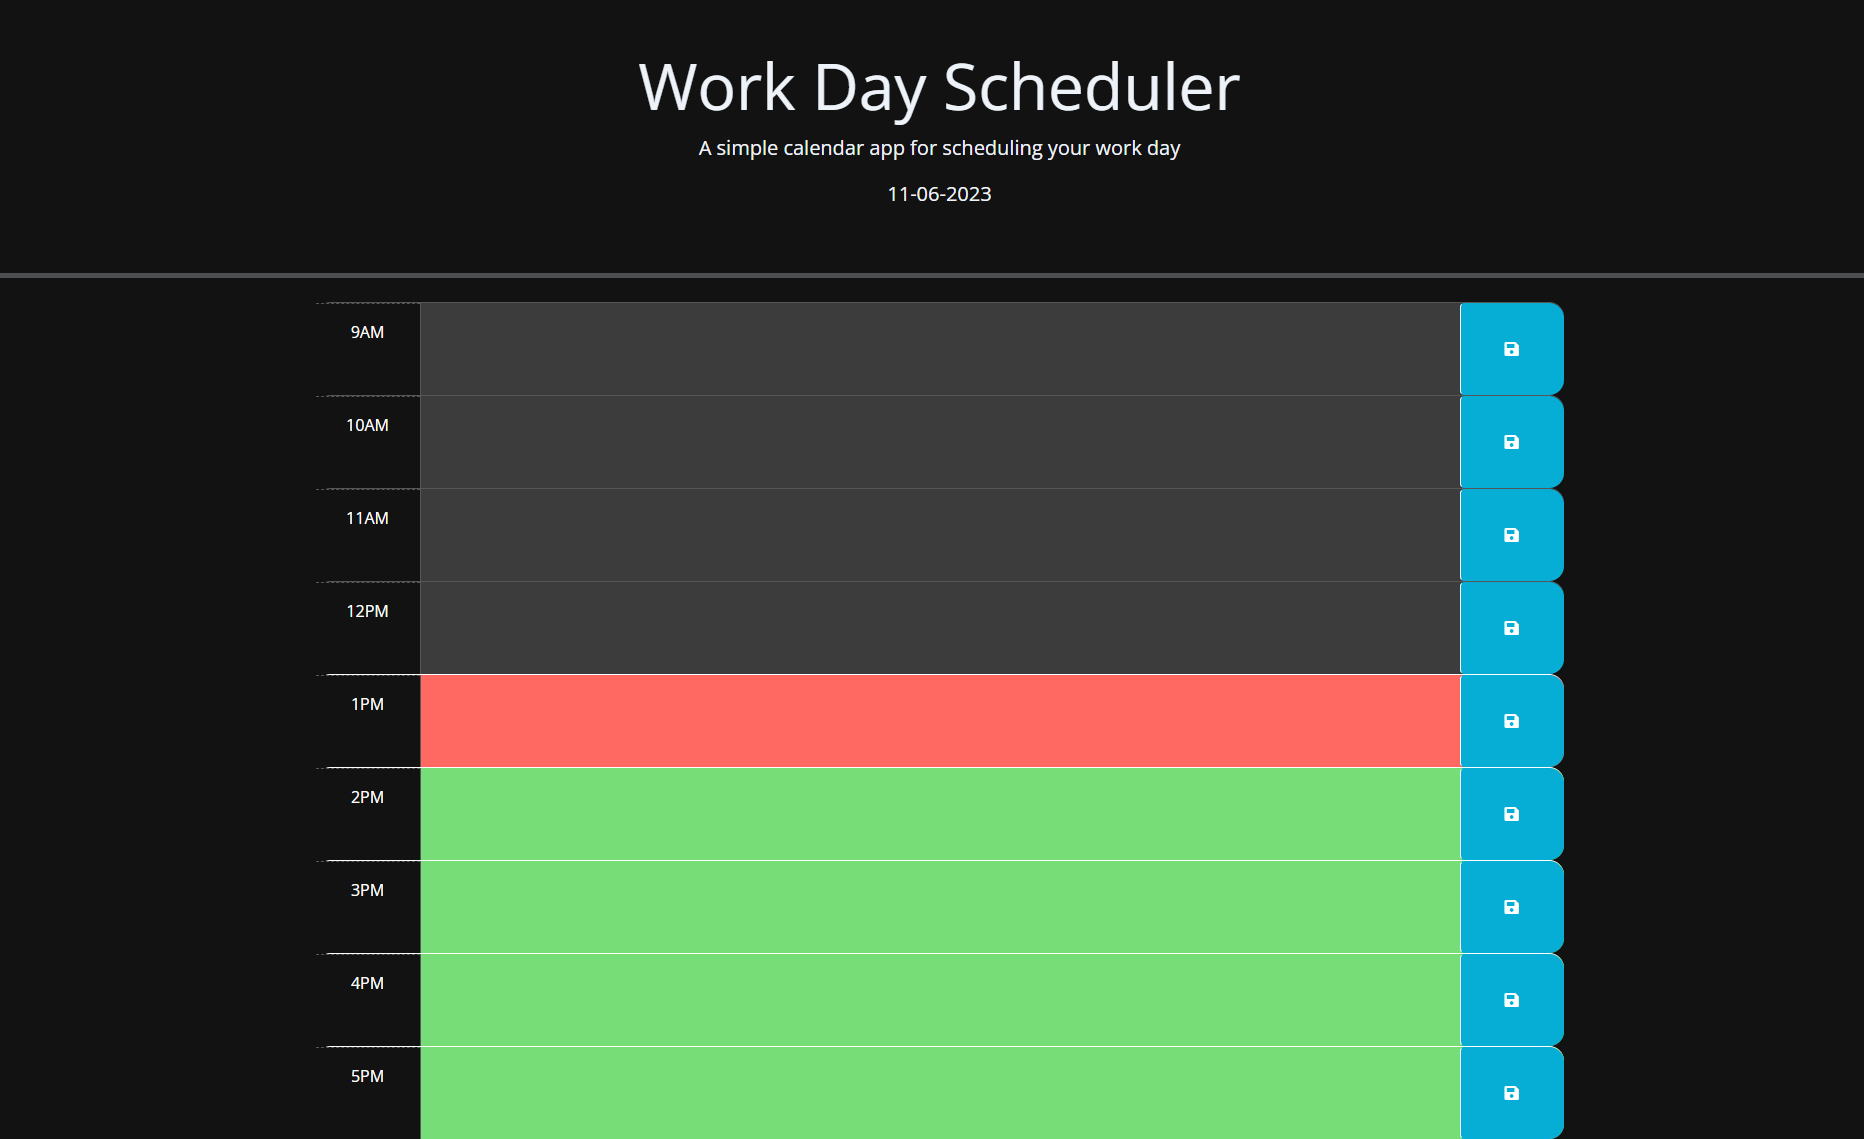 Work Day Scheduler
A simple calendar app for scheduling your work day
11-06-2023
9AM
10AM
11AM
12PM
1PM
2PM
3PM
4PM
5PM